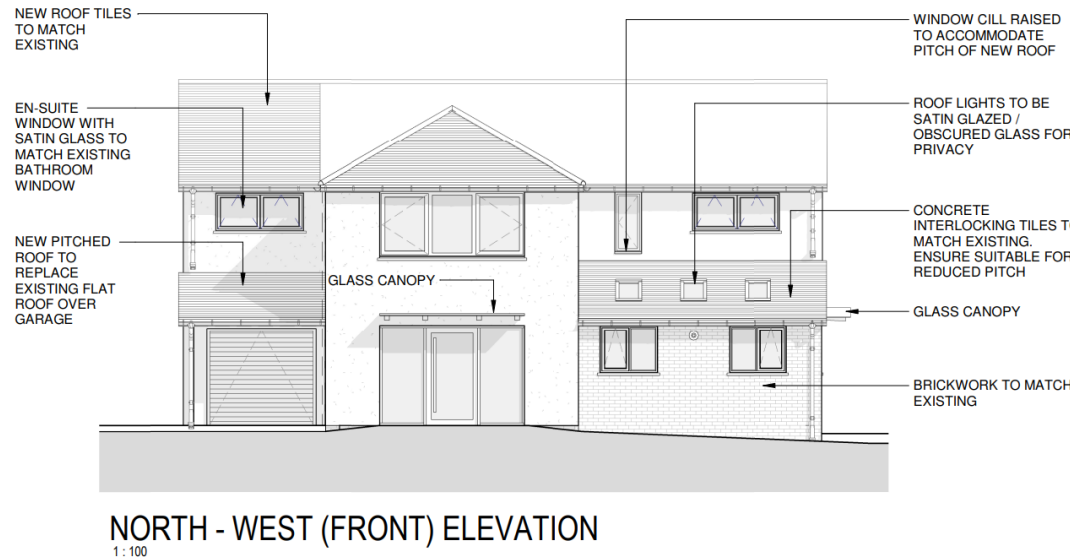 NEW ROOF TILES
TO MATCH
EXISTING
EN-SUITE
WINDOW WITH
SATIN GLASS TO
MATCH EXISTING
BATHROOM
WINDOW
NEW PITCHED
ROOF TO
REPLACE
EXISTING FLAT
ROOF OVER
GARAGE
GLASS CANOPY
WINDOW CILL RAISED
TO ACCOMMODATE
PITCH OF NEW ROOF
ROOF LIGHTS TO BE
SATIN GLAZED /
OBSCURED GLASS FOR
PRIVACY
CONCRETE
INTERLOCKING TILES TO
MATCH EXISTING.
ENSURE SUITABLE FOR
REDUCED PITCH
GLASS CANOPY
BRICKWORK TO MATCH
EXISTING
NORTH - WEST (FRONT) ELEVATION
1 : 100